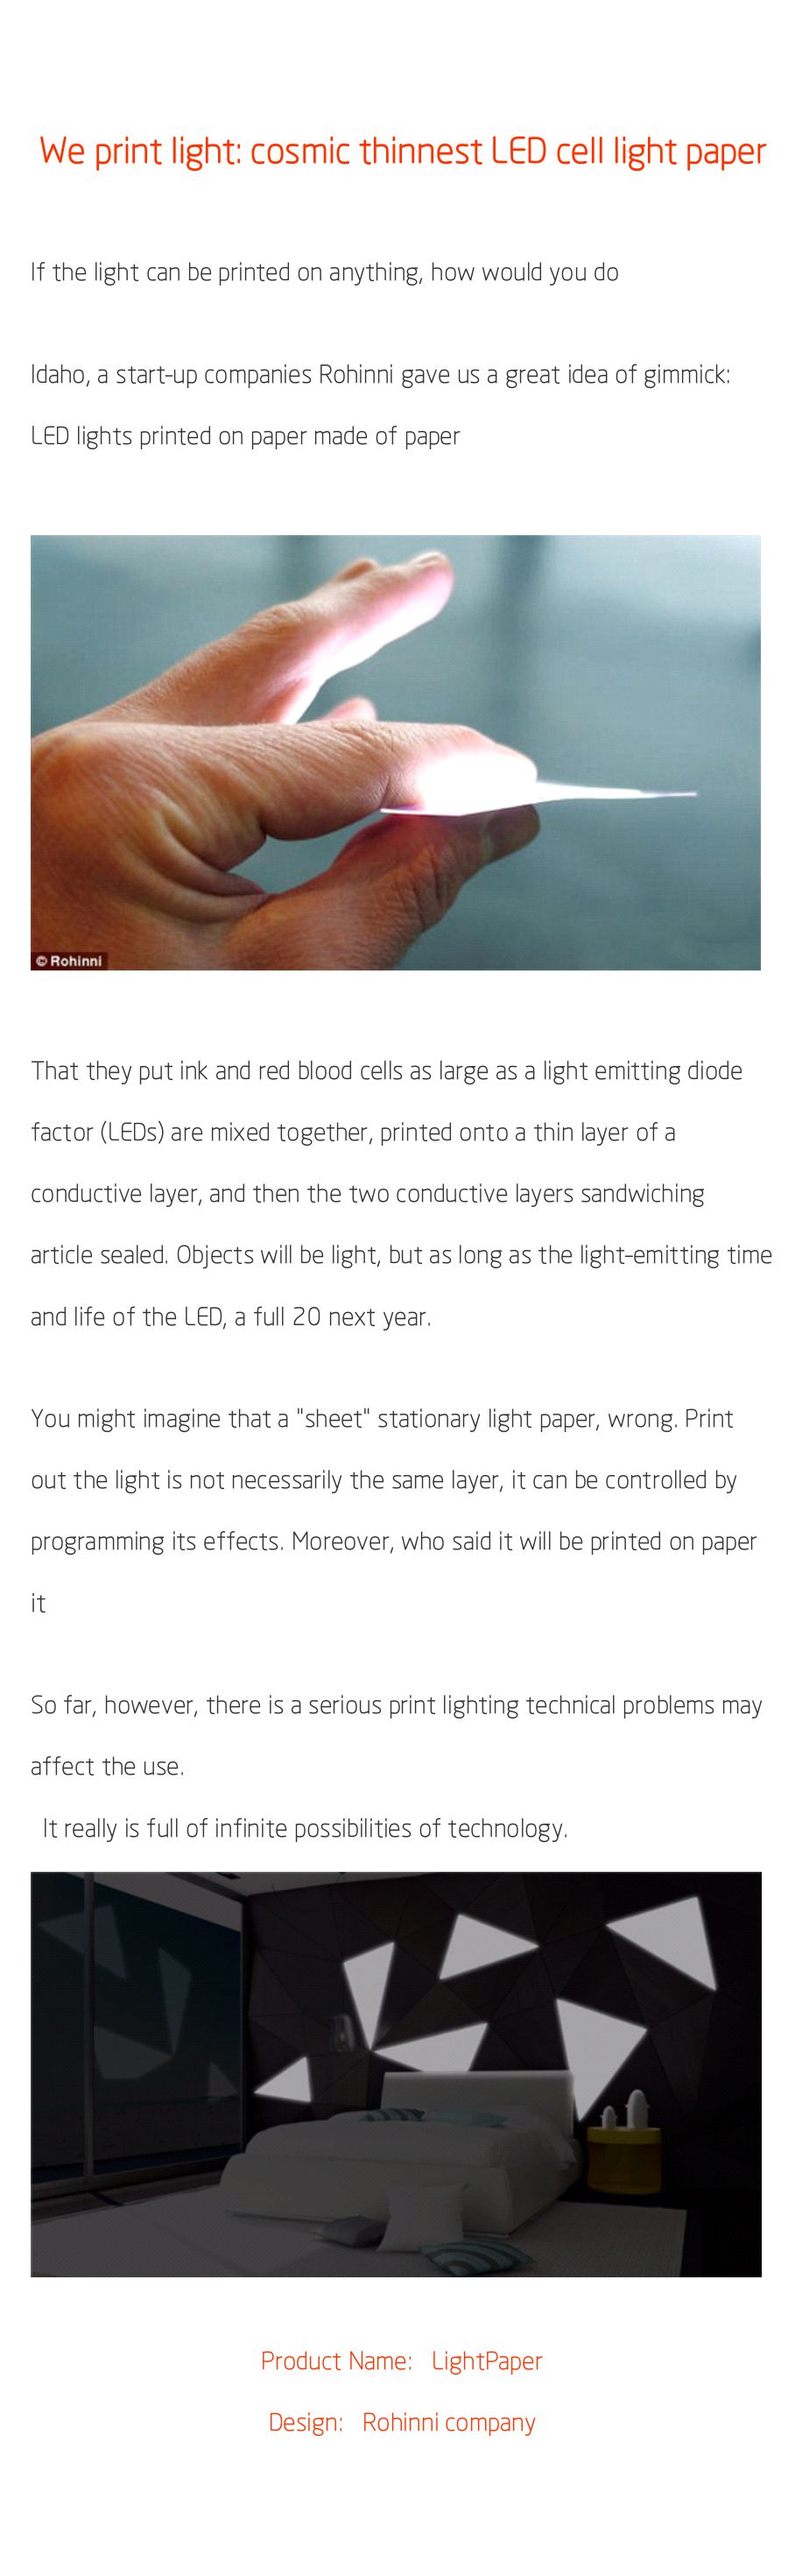 We print light: cosmic thinnest LED cell light paper
If the light can be printed on anything, how would you do
Idaho, a start-up companies Rohinni gave us a great idea of gimmick:
LED lights printed on paper made of paper
© Rohinni
That they put ink and red blood cells as large as a light emitting diode
factor (LEDs) are mixed together, printed onto a thin layer of a
conductive layer, and then the two conductive layers sandwiching
article sealed. Objects will be light, but as long as the light-emitting time
and life of the LED, a full 20 next year.
You might imagine that a "sheet" stationary light paper, wrong. Print
out the light is not necessarily the same layer, it can be controlled by
programming its effects. Moreover, who said it will be printed on paper
it
So far, however, there is a serious print lighting technical problems may
affect the use.
It really is full of infinite possibilities of technology.
Product Name: LightPaper
Design: Rohinni company